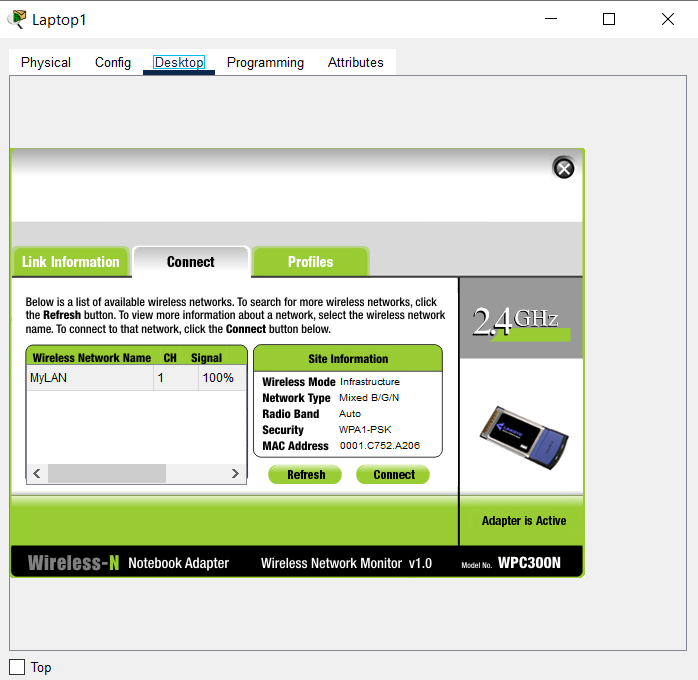 Laptop1
Physical Config Desktop Programming Attributes
Link Information Connect Profiles
Below is a list of available wireless networks. To search for more wireless networks, click
the Refresh button. To view more information about a network, select the wireless network
name. To connect to that network, click the Connect button below.
2.4GHz
Wireless Network Name CH Signal
MyLAN 1 100%
Site Information
Wireless Mode Infrastructure
Network Type Mixed B/G/N
Radio Band Auto
Security WPA1-PSK
MAC Address 0001.C752.A206
Refresh Connect
Adapter is Active
Wireless-N Notebook Adapter Wireless Network Monitor v1.0 Model No. WPC300N
Top